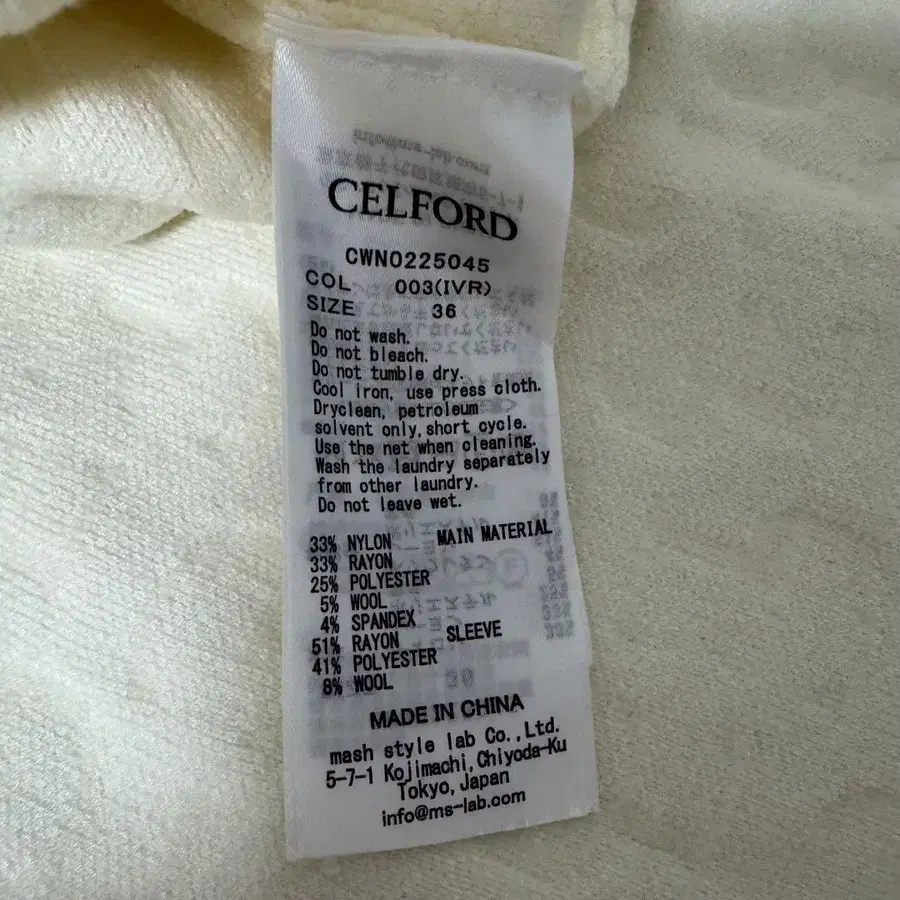 CELFORD
CWN0225045
COL 003(IVR)
SIZE 36
Do not wash.
Do not bleach.
Do not tumble dry.
Cool iron, use press cloth.
Dryclean, petroleum
solvent only, short cycle.
Use the net when cleaning.
Wash the laundry separately
from other laundry.
Do not leave wet.
33% NYLON MAIN MATERIAL
33% RAYON
25% POLYESTER
5% WOOL
4% SPANDEX
51% RAYON SLEEVE
41% POLYESTER
8% WOOL
MADE IN CHINA
mash style lab Co.,Ltd.
5-7-1 Kojimachi,Chiyoda-Ku
Tokyo, Japan
info@ms-lab.com